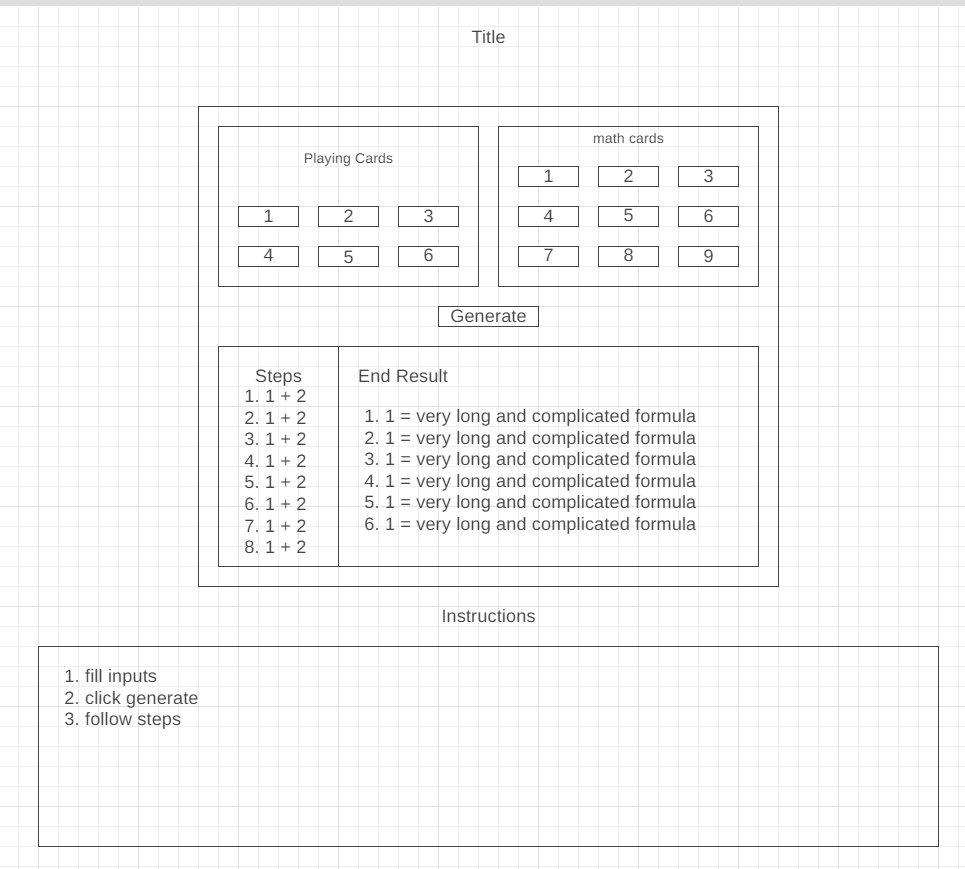 Title
Playing Cards
1 2 3
4 5 6
math cards
1 2 3
4 5 6
7 8 9
Generate
Steps
1. 1 + 2
2. 1 + 2
3. 1 + 2
4. 1 + 2
5. 1 + 2
6. 1 + 2
7. 1 + 2
8. 1 + 2
End Result
1. 1 = very long and complicated formula
2. 1 = very long and complicated formula
3. 1 = very long and complicated formula
4. 1 = very long and complicated formula
5. 1 = very long and complicated formula
6. 1 = very long and complicated formula
Instructions
1. fill inputs
2. click generate
3. follow steps